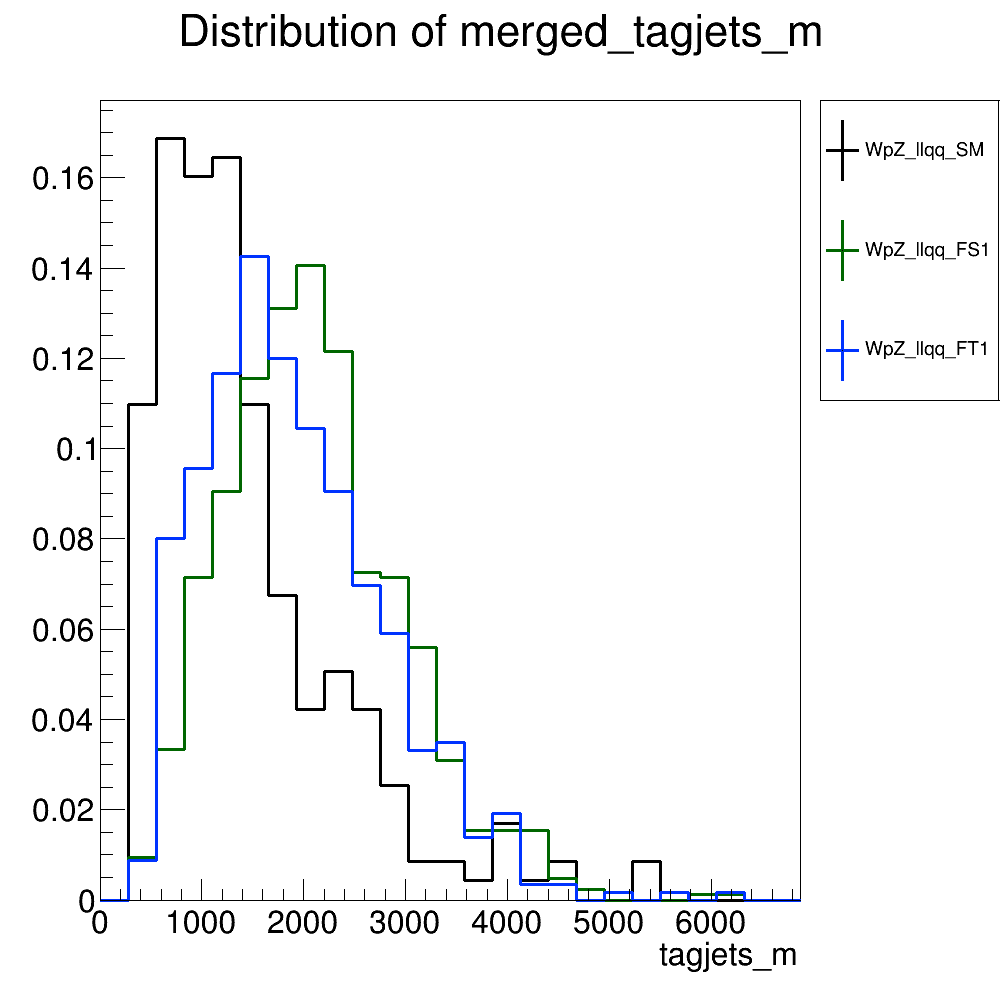 Distribution of merged_tagjets_m
WpZ_llqq_SM
WpZ_llqq_FS1
WpZ_llqq_FT1
0.16
0.14
0.12
0.1
0.08
0.06
0.04
0.02
0
0 1000 2000 3000 4000 5000 6000
tagjets_m